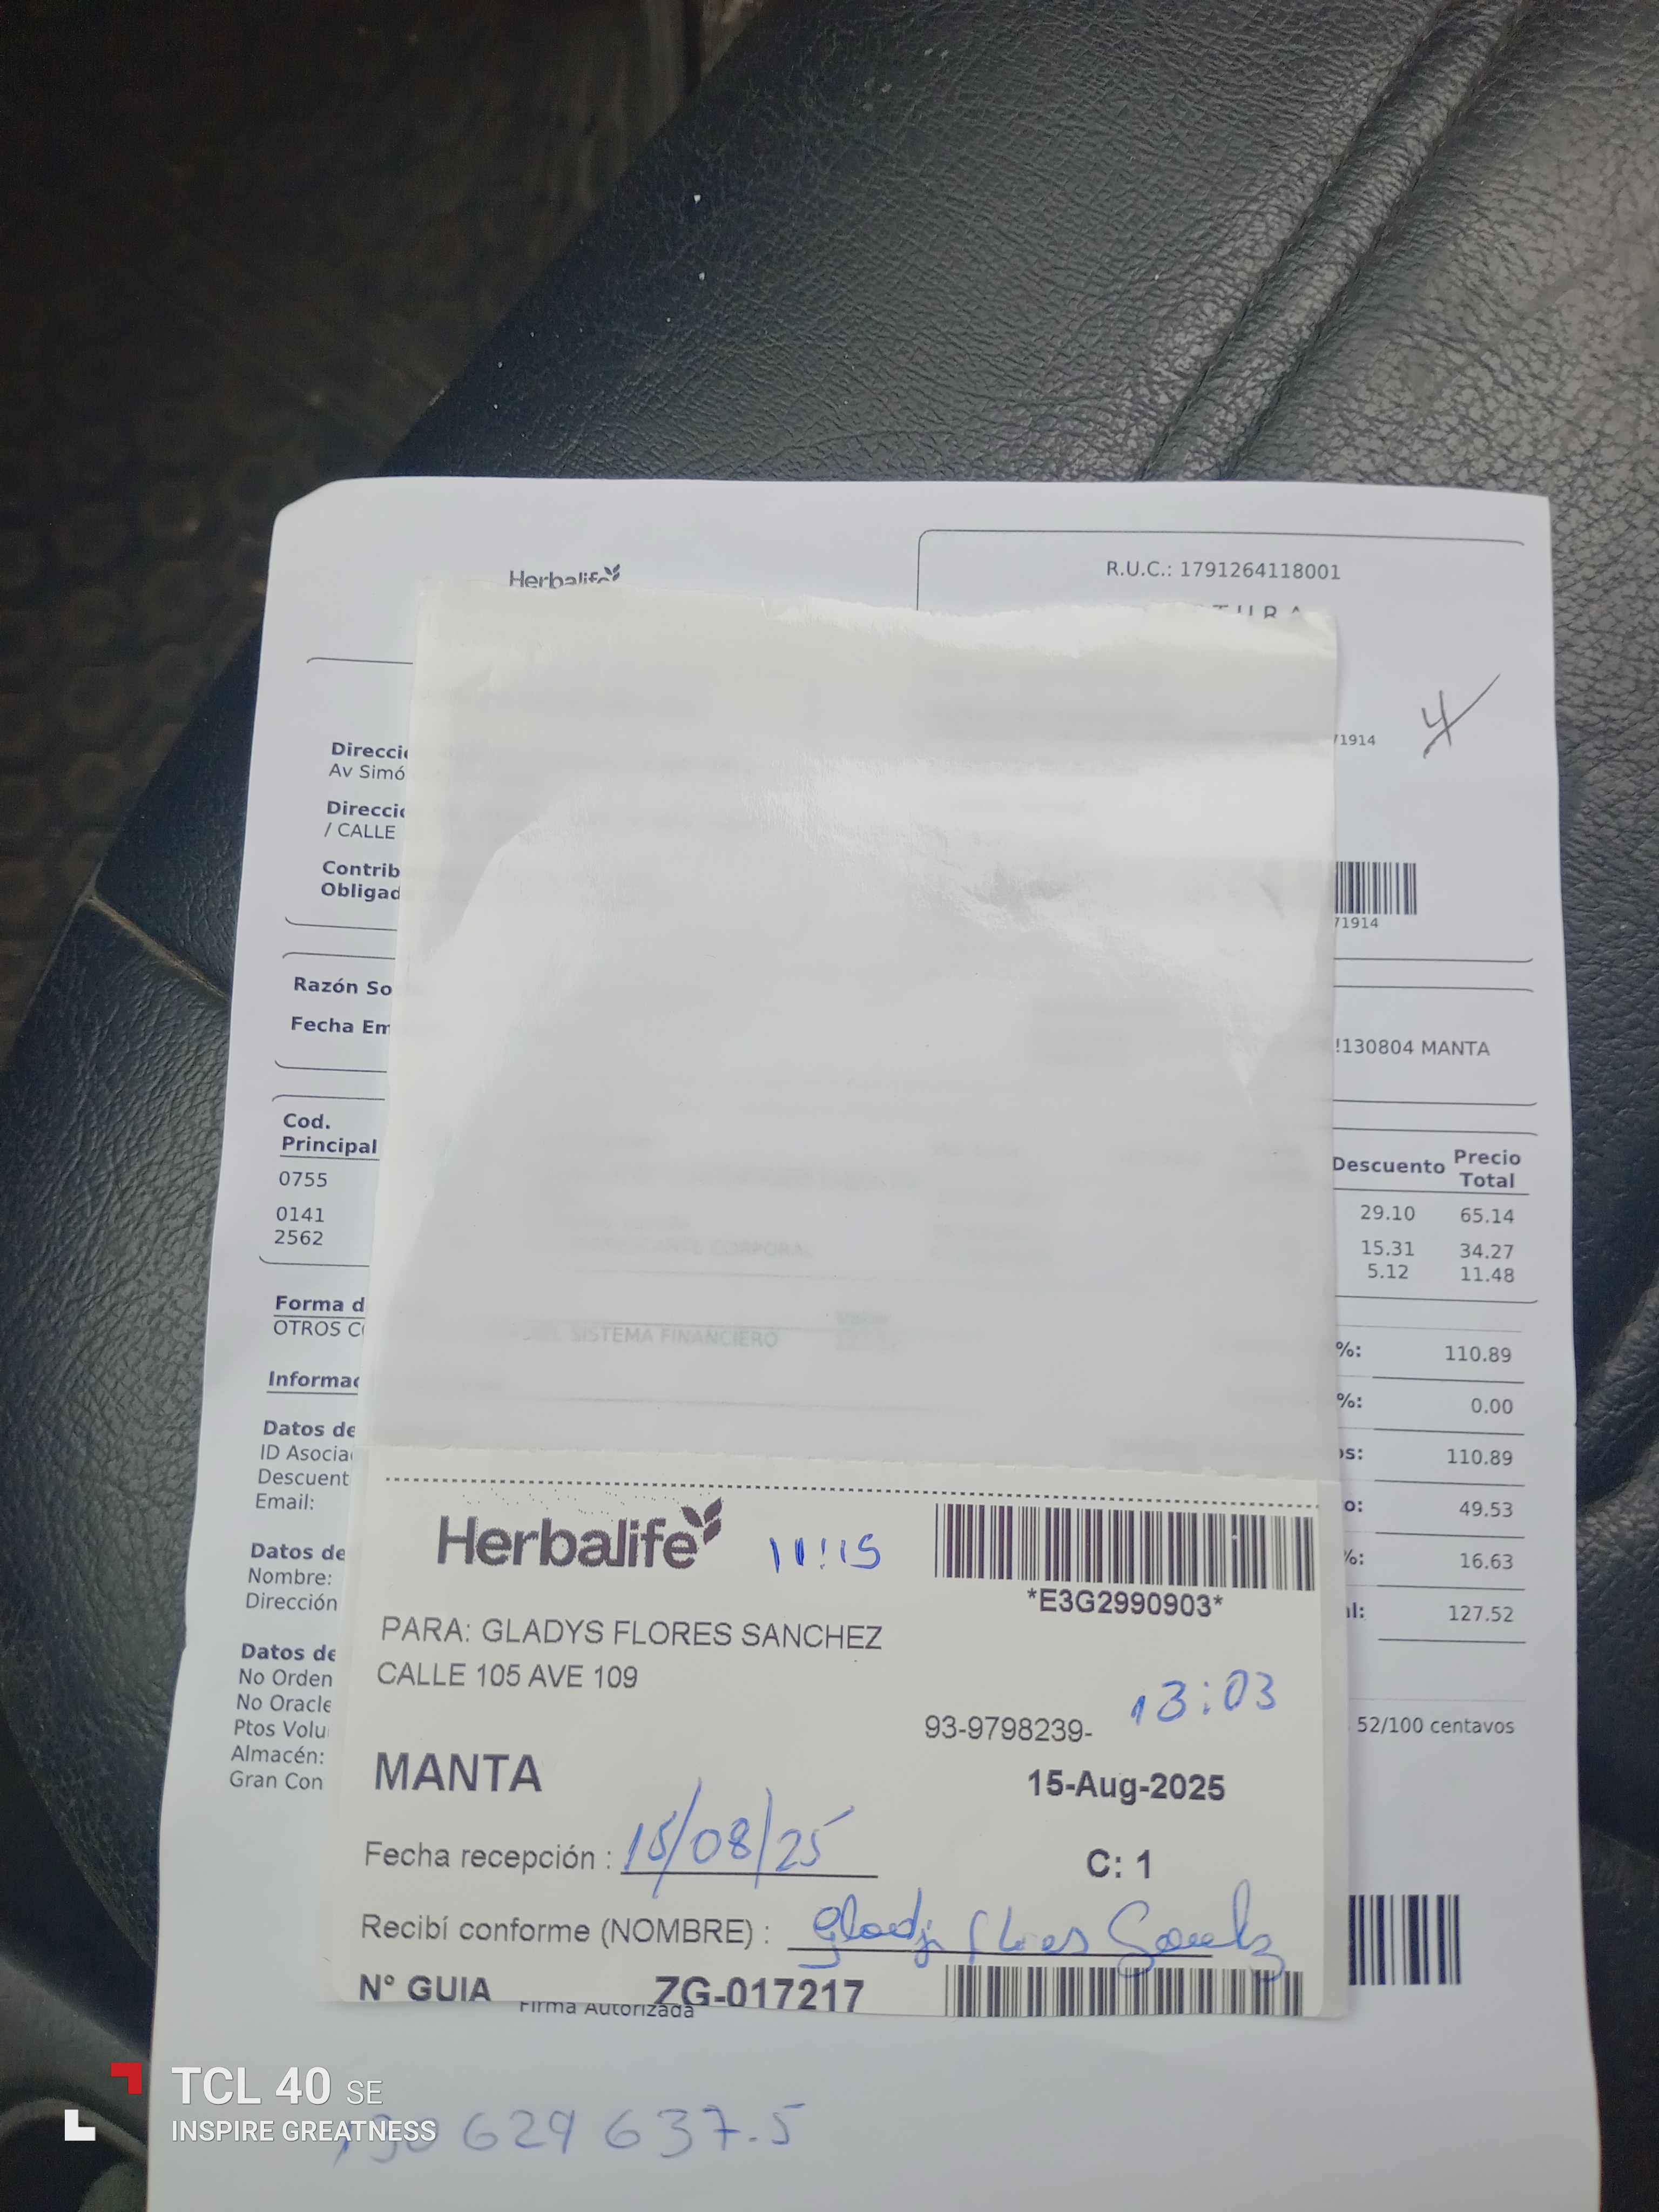 Herbalife
R.U.C.: 1791264118001
4
71914
Av Simó
/ CALLE
71914
Razón So
Fecha Em
130804 MANTA
Cod.
Principal
Descuento
Precio
Total
0755
29.10
65.14
0141
15.31
34.27
2562
5.12
11.48
Forma d
OTROS
SISTEMA FINANCIERO
%:
110.89
%:
0.00
Datos de
110.89
ID Asocia
Descuent
Email:
49.53
Datos de
%:
16.63
Nombre:
Dirección
127.52
Datos de
No Orden
No Oracle
Ptos Volu
52/100 centavos
Almacén:
Gran Con
Herbalife
11:15
*E3G2990903*
PARA: GLADYS FLORES SANCHEZ
CALLE 105 AVE 109
13:03
93-9798239-
MANTA
15-Aug-2025
Fecha recepción : 15/08/25
C: 1
Recibí conforme (NOMBRE) : Gladys Flores
N° GUIA ZG-017217
Firma Autorizada
TCL 40 SE
INSPIRE GREATNESS
629637.5